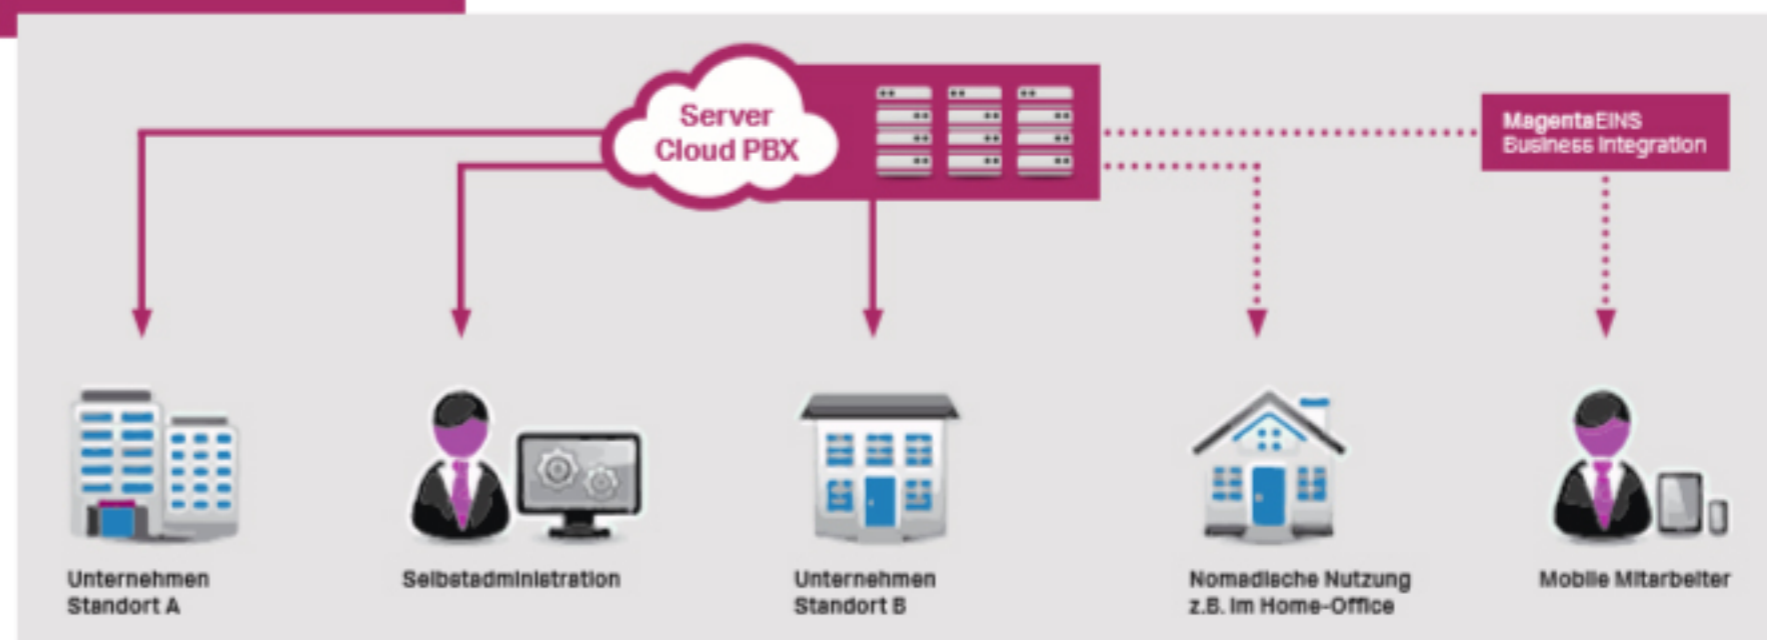 Server
Cloud PBX
MagentaEINS
Business Integration
Unternehmen
Standort A
Selbstadministration
Unternehmen
Standort B
Nomadische Nutzung
z.B. im Home-Office
Mobile Mitarbeiter